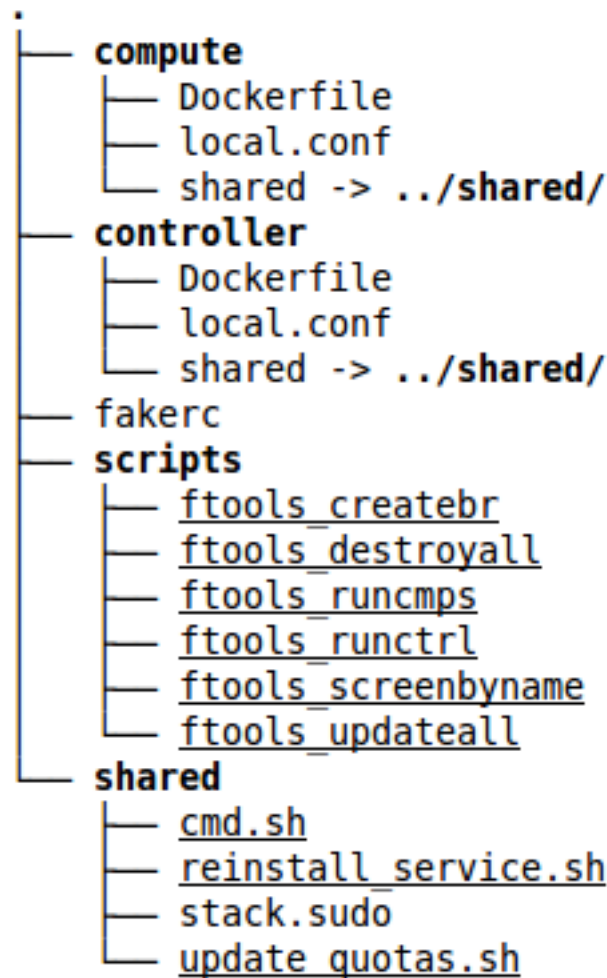 .
├── compute
│   ├── Dockerfile
│   ├── local.conf
│   └── shared -> ../shared/
├── controller
│   ├── Dockerfile
│   ├── local.conf
│   └── shared -> ../shared/
├── fakerc
├── scripts
│   ├── ftools_createbr
│   ├── ftools_destroyall
│   ├── ftools_runcmps
│   ├── ftools_runctrl
│   ├── ftools_screenbyname
│   └── ftools_updateall
└── shared
    ├── cmd.sh
    ├── reinstall_service.sh
    ├── stack.sudo
    └── update_quotas.sh